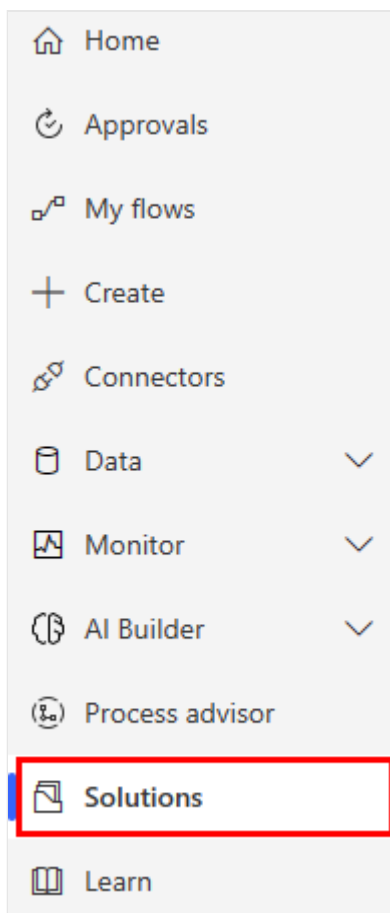 Home
Approvals
My flows
Create
Connectors
Data
Monitor
AI Builder
Process advisor
Solutions
Learn